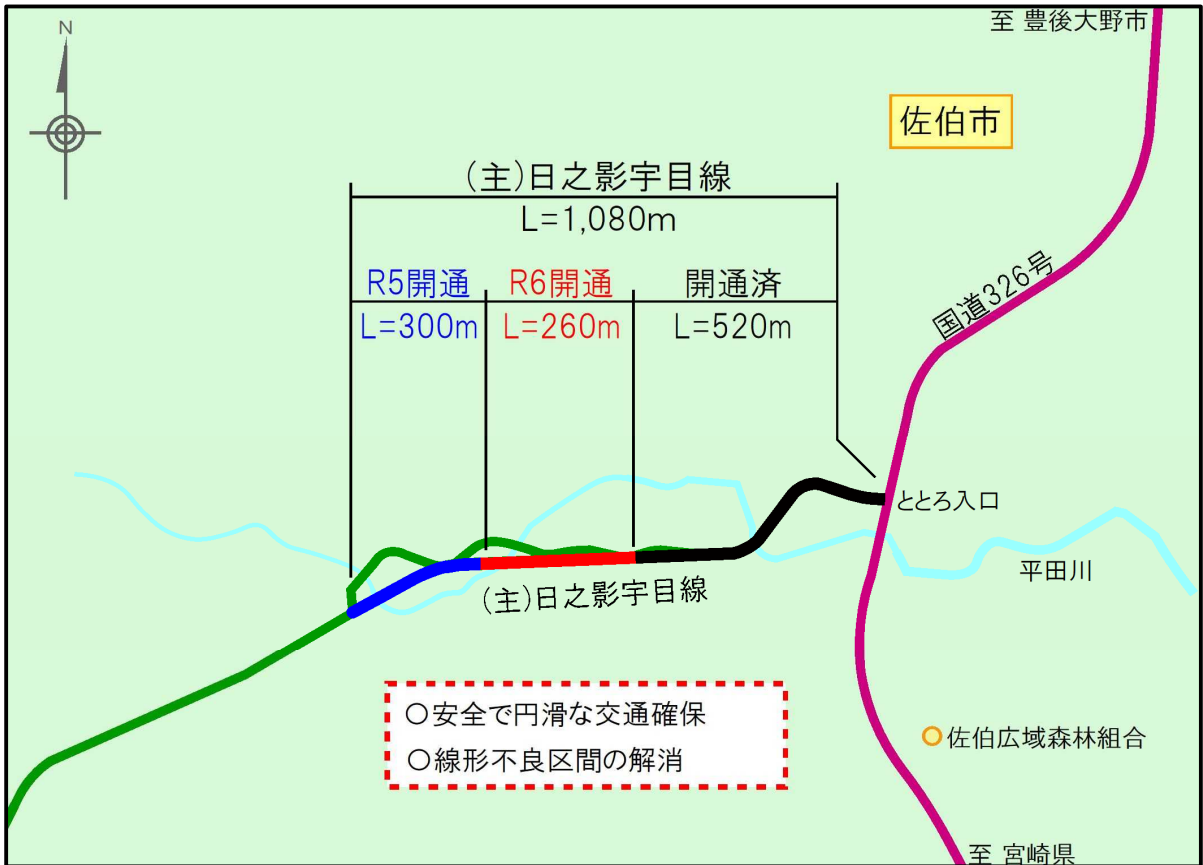 N
至 豊後大野市
佐伯市
(主)日之影宇目線
L=1,080m
R5開通
L=300m
R6開通
L=260m
開通済
L=520m
国道326号
ととろ入口
平田川
(主)日之影宇目線
○安全で円滑な交通確保
○線形不良区間の解消
佐伯広域森林組合
至 宮崎県